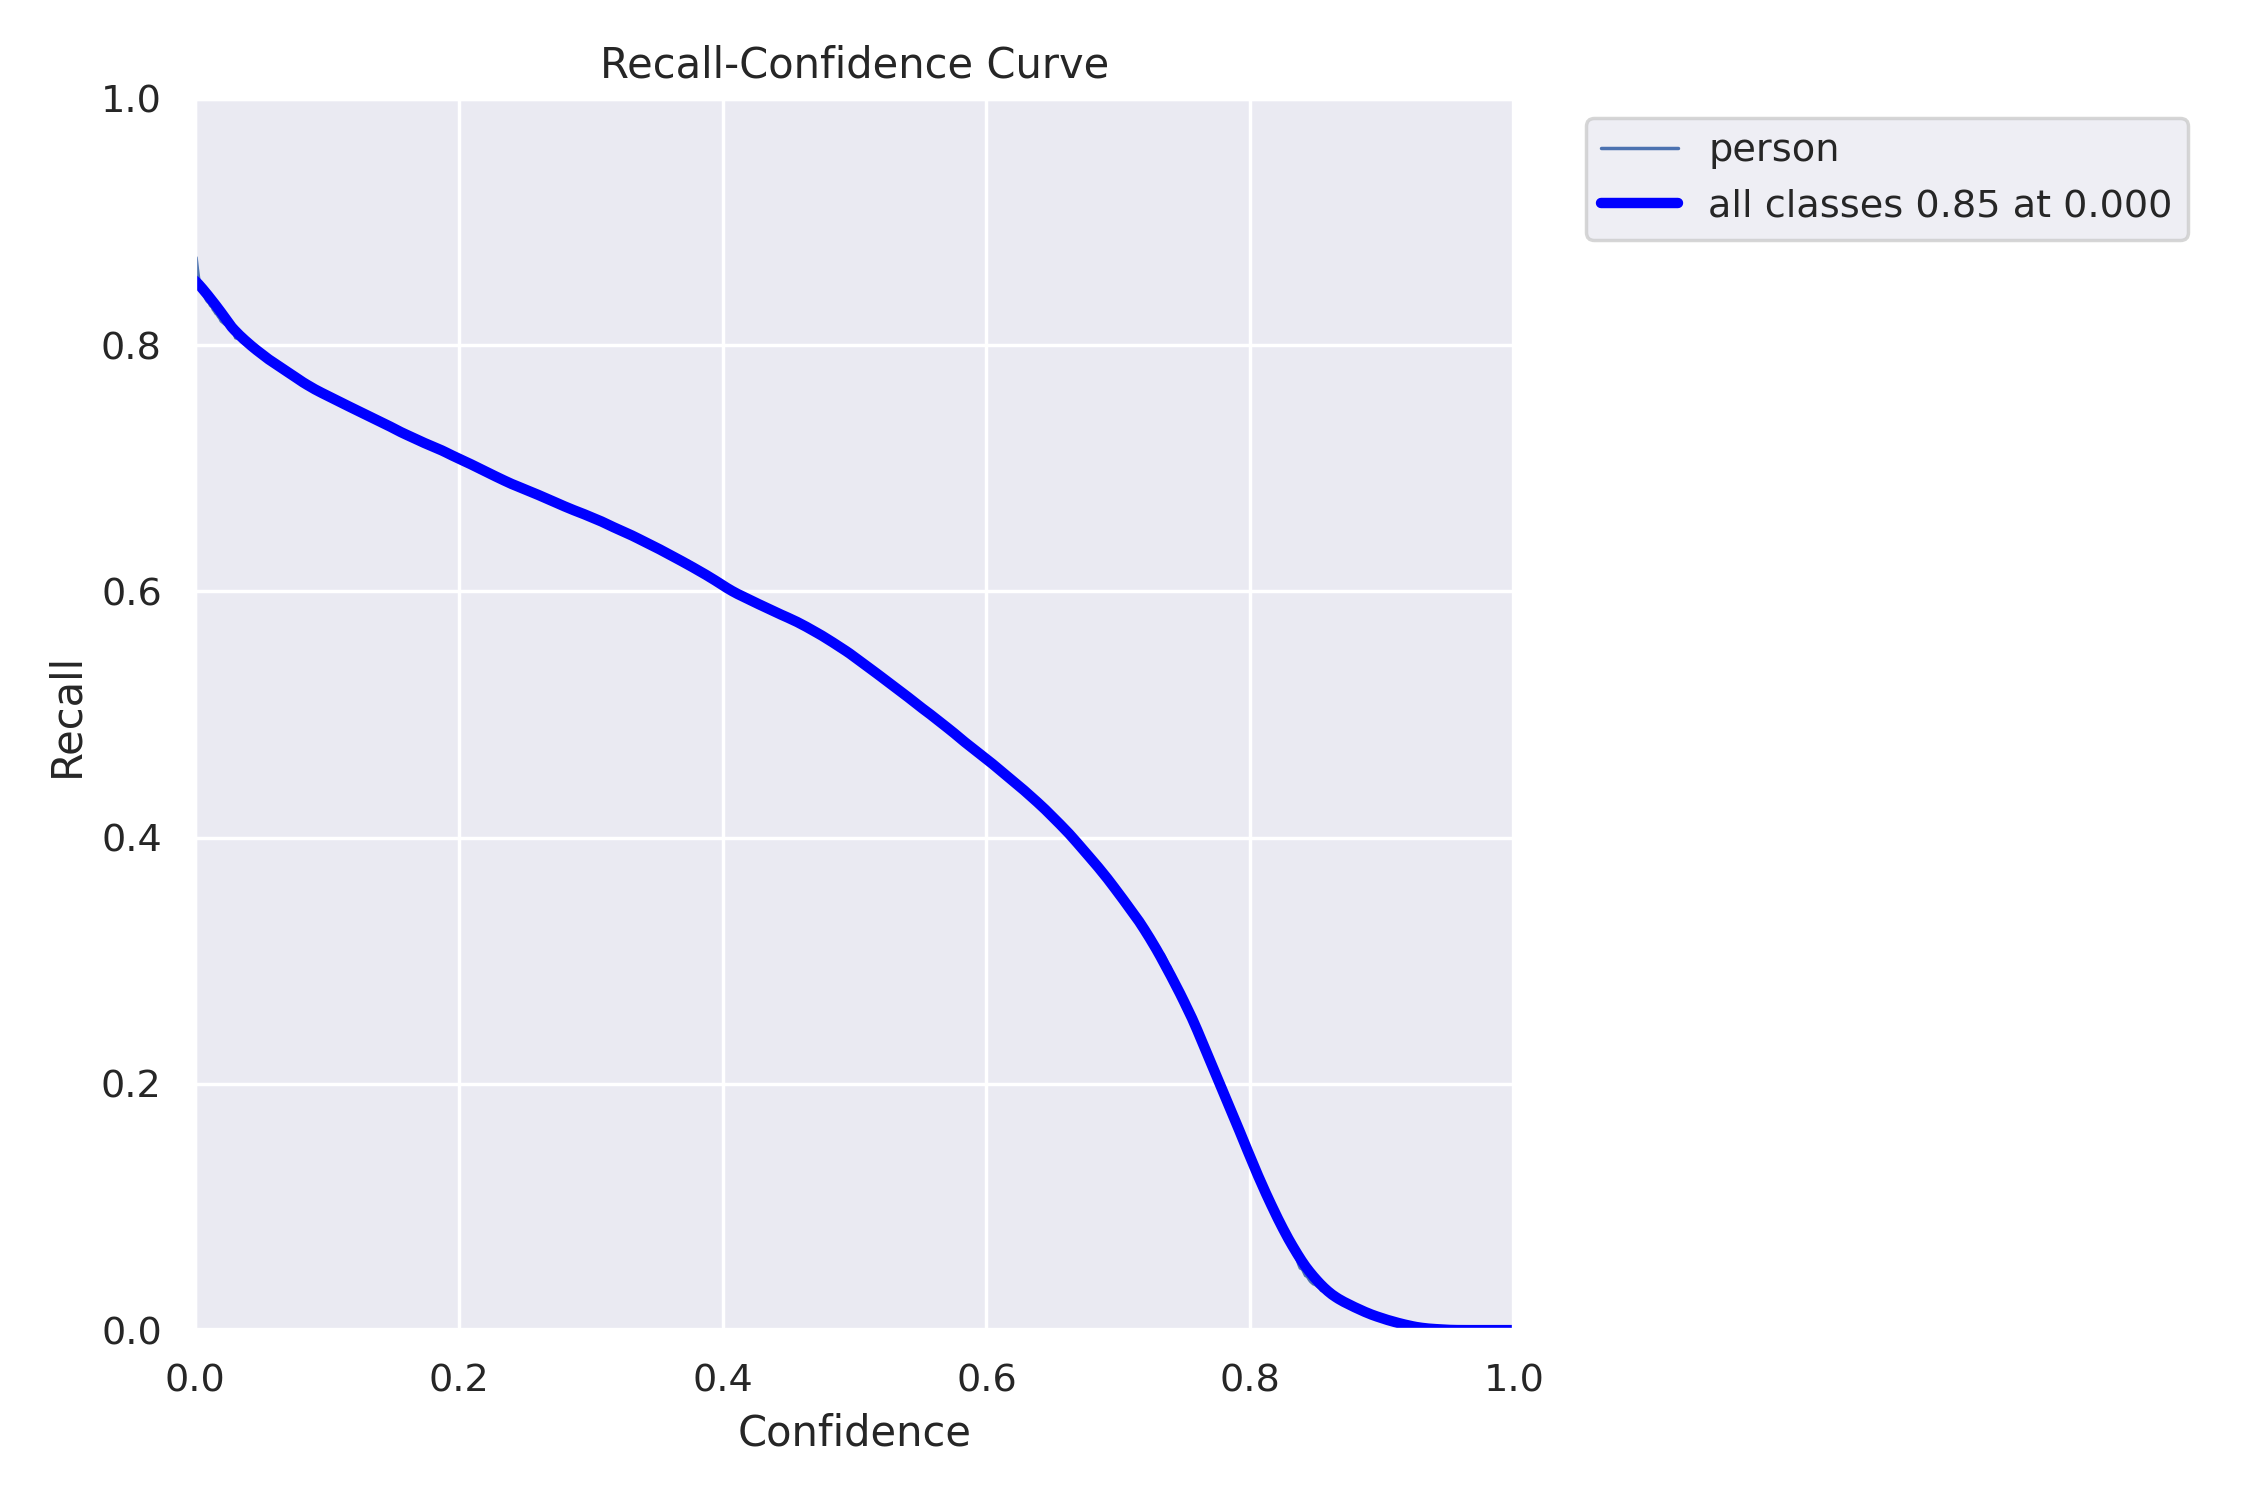 Recall-Confidence Curve
1.0
0.8
0.6
0.4
0.2
0.0
Recall
0.0 0.2 0.4 0.6 0.8 1.0
Confidence
person
all classes 0.85 at 0.000